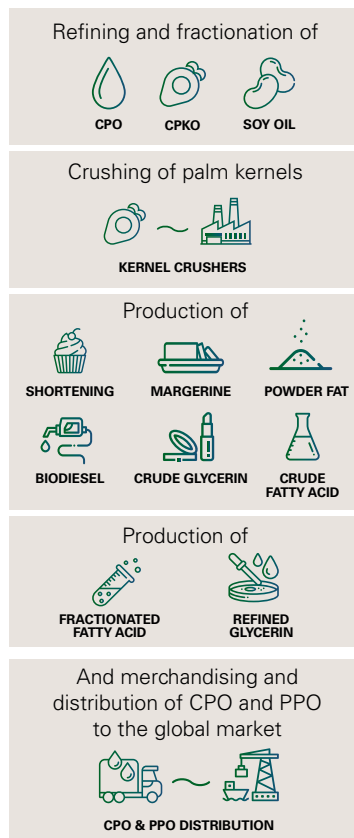 Refining and fractionation of
CPO CPKO SOY OIL
Crushing of palm kernels
KERNEL CRUSHERS
Production of
SHORTENING MARGERINE POWDER FAT
BIODIESEL CRUDE GLYCERIN CRUDE
FATTY ACID
Production of
FRACTIONATED REFINED
FATTY ACID GLYCERIN
And merchandising and
distribution of CPO and PPO
to the global market
CPO & PPO DISTRIBUTION